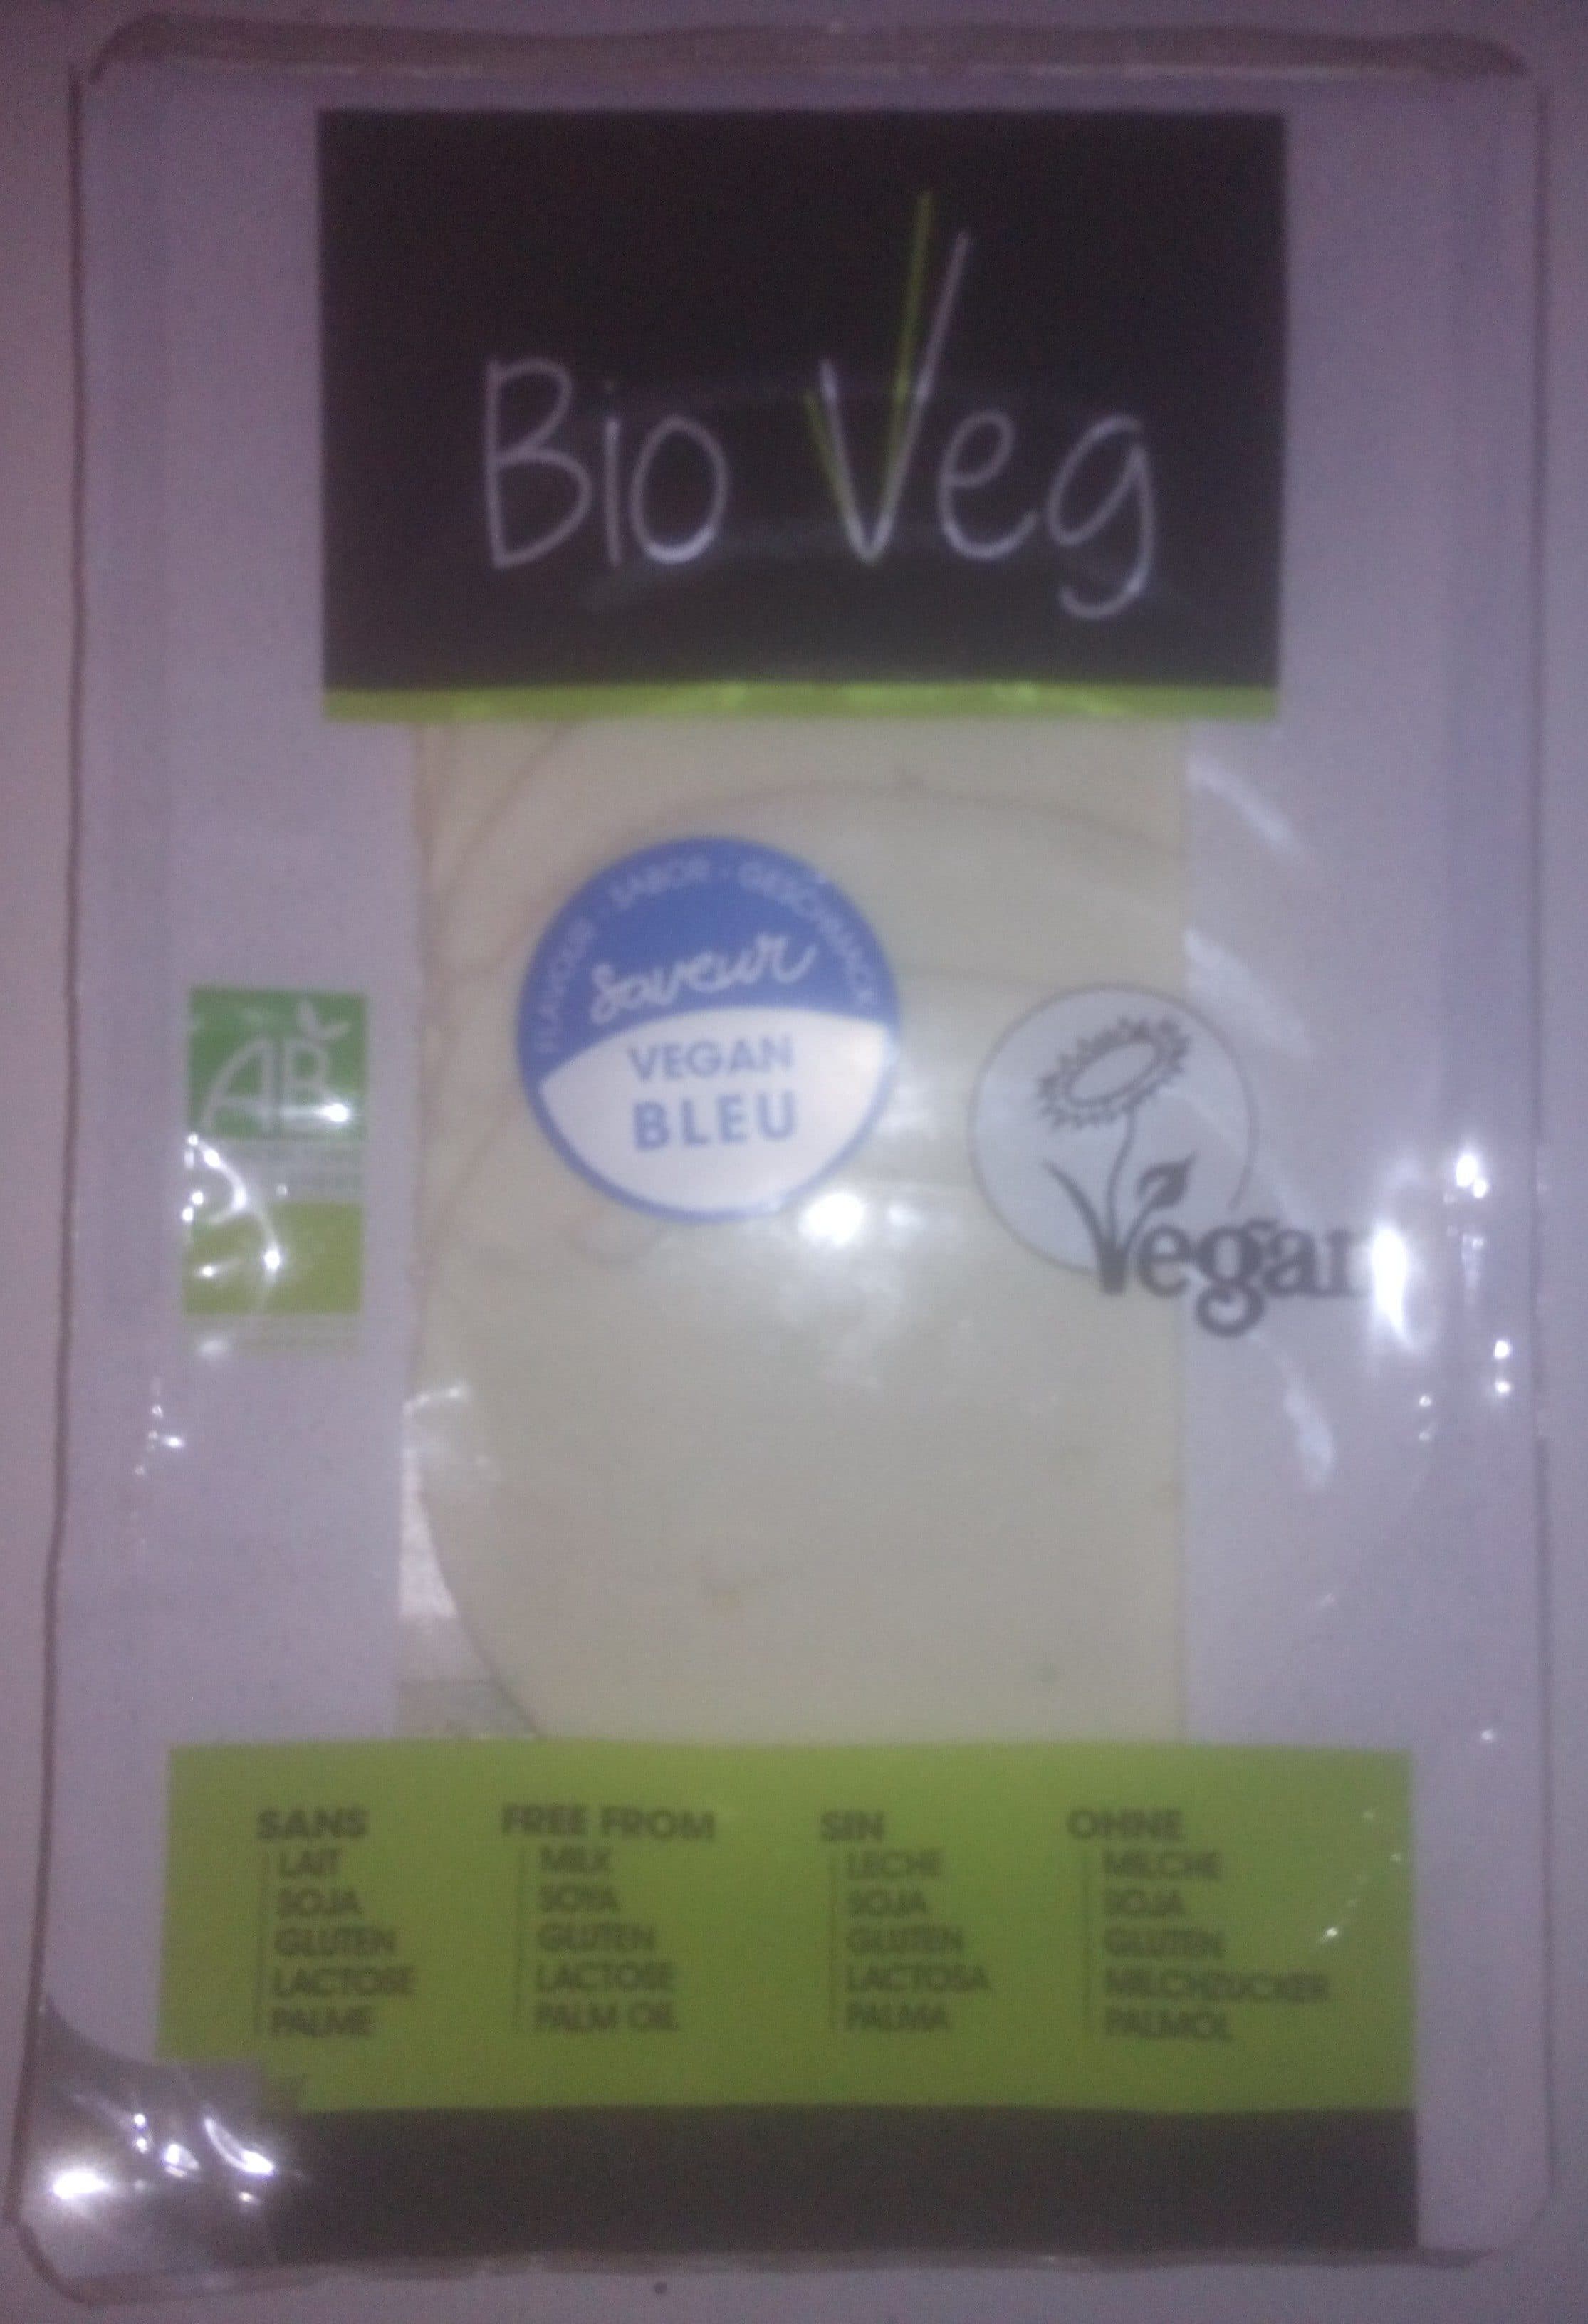 Bio Veg
FLAVOUR - SABOR - GESCHMACK
Saveur
VEGAN
BLEU
AB
Vegan
SANS
LAIT
SOJA
GLUTEN
LACTOSE
PALME
FREE FROM
MILK
SOYA
GLUTEN
LACTOSE
PALM OIL
SIN
LECHE
SOJA
GLUTEN
LACTOSA
PALMA
OHNE
MILCHE
SOJA
GLUTEN
MILCHZUCKER
PALMÖL